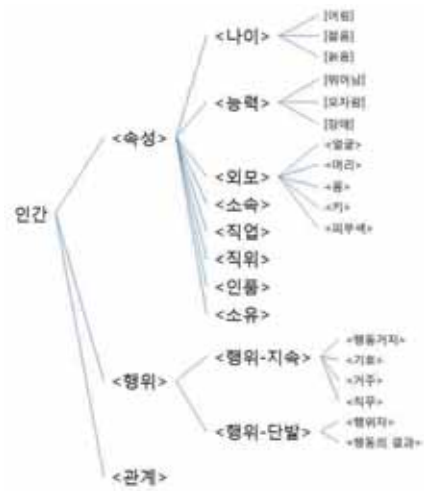 인간
<속성>
<나이>
[어림]
[젊음]
[늙음]
<능력>
[뛰어남]
[모자람]
[장애]
<외모>
<얼굴>
<머리>
<몸>
<키>
<피부색>
<소속>
<직업>
<직위>
<인품>
<소유>
<행위>
<행위-지속>
<행동거지>
<기호>
<거주>
<직무>
<행위-단발>
<행위자>
<행동의 결과>
<관계>